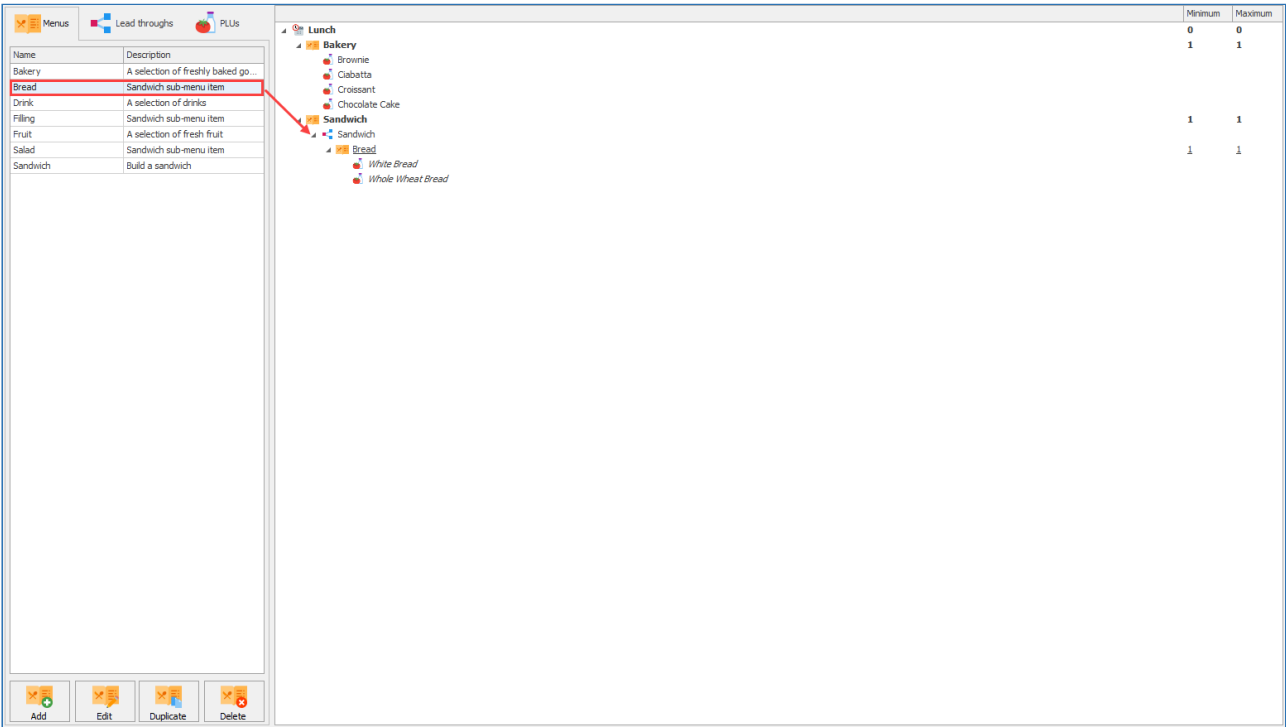 Menus Lead throughs PLUs
Name Description
Bakery A selection of freshly baked go...
Bread Sandwich sub-menu item
Drink A selection of drinks
Filling Sandwich sub-menu item
Fruit A selection of fresh fruit
Salad Sandwich sub-menu item
Sandwich Build a sandwich
Add Edit Duplicate Delete
Minimum Maximum
Lunch 0 0
Bakery 1 1
Brownie
Ciabatta
Croissant
Chocolate Cake
Sandwich 1 1
Sandwich
Bread 1 1
White Bread
Whole Wheat Bread